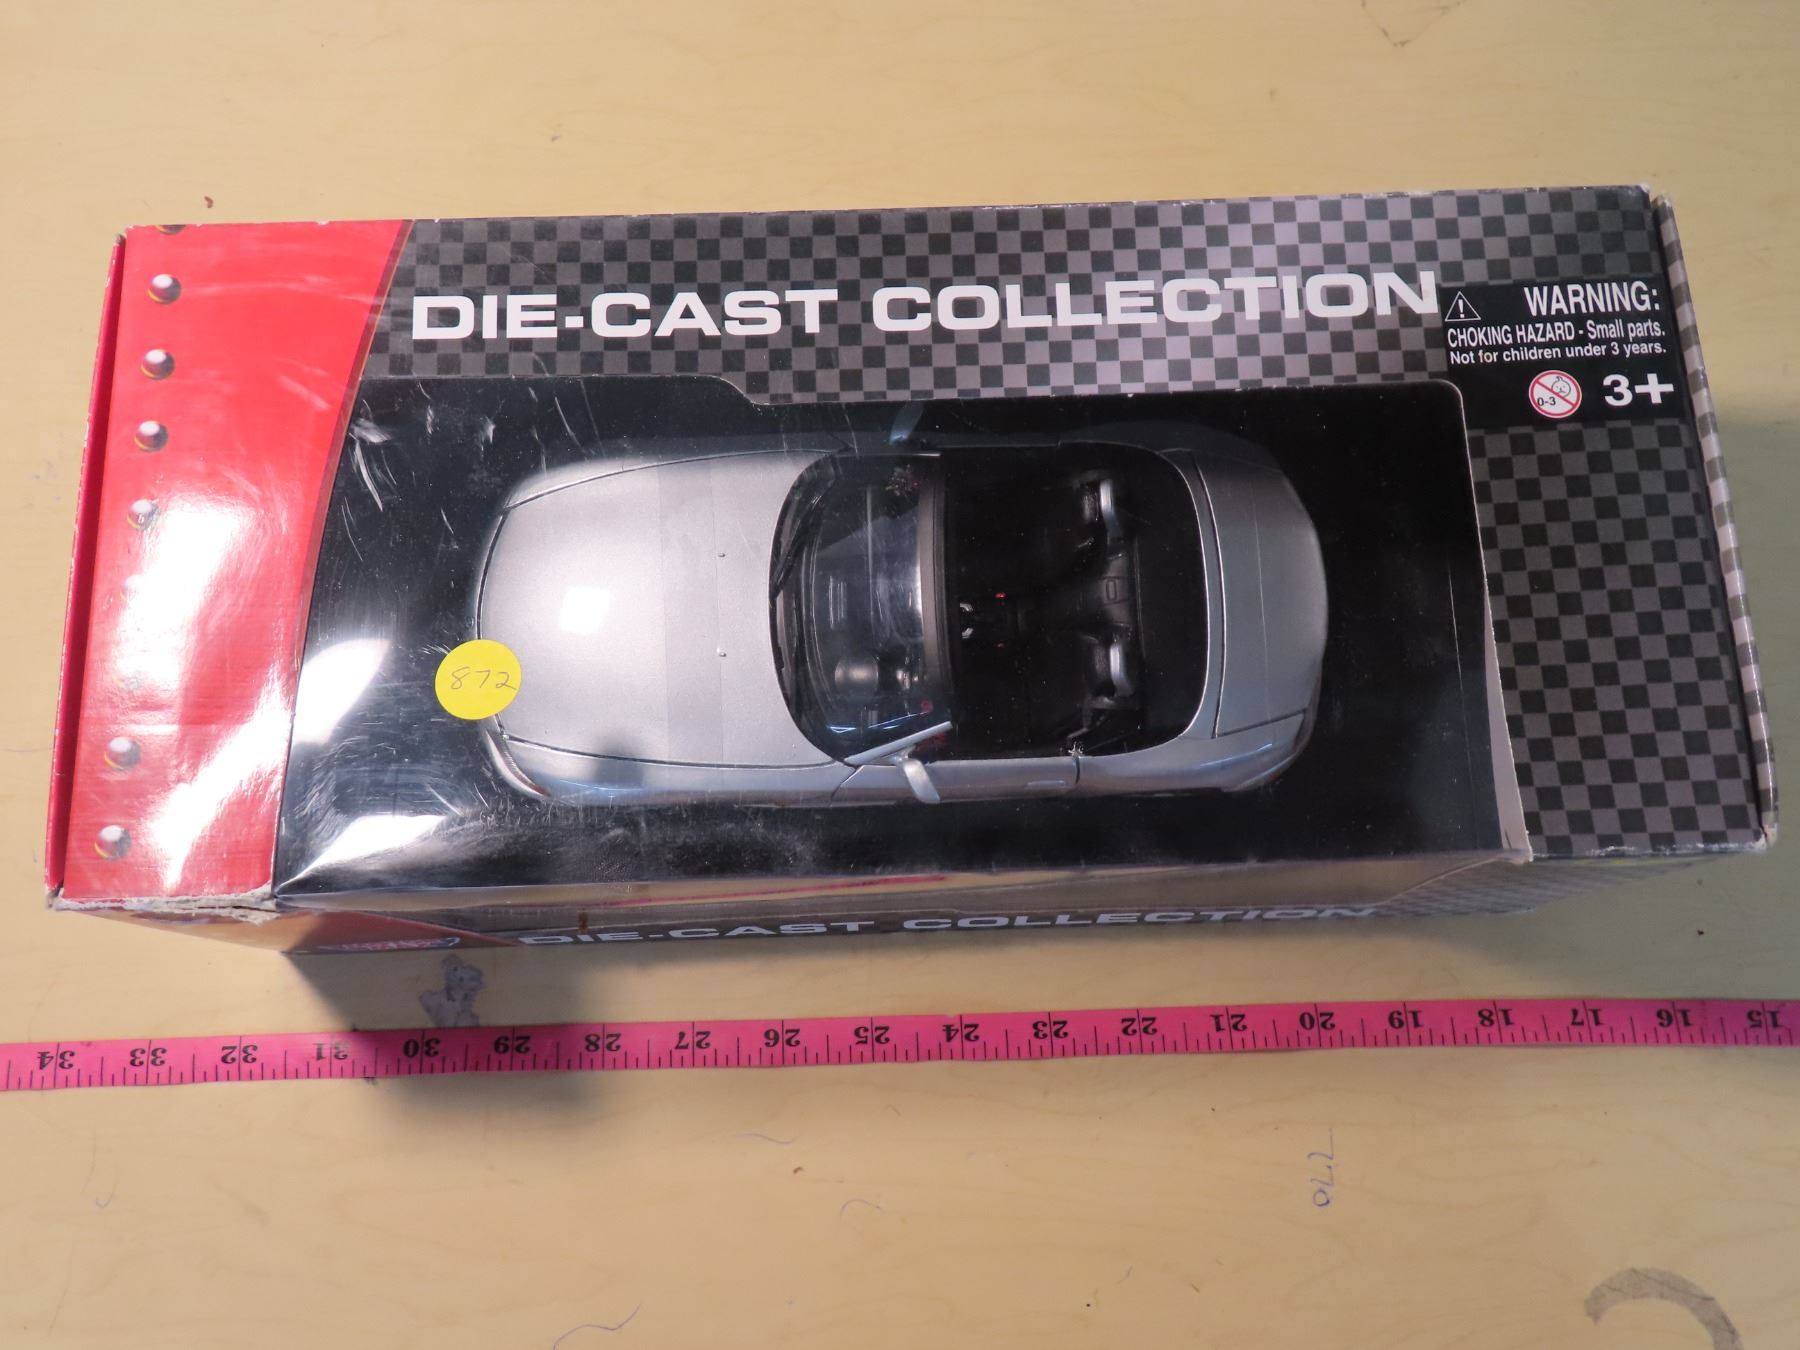 DIE-CAST COLLECTION
WARNING:
CHOKING HAZARD - Small parts.
Not for children under 3 years.
0-3
3+
872
DIE-CAST COLLECTION
34 33 32 31 30 29 28 27 26 25 24 23 22 21 20 19 18 17 16 15